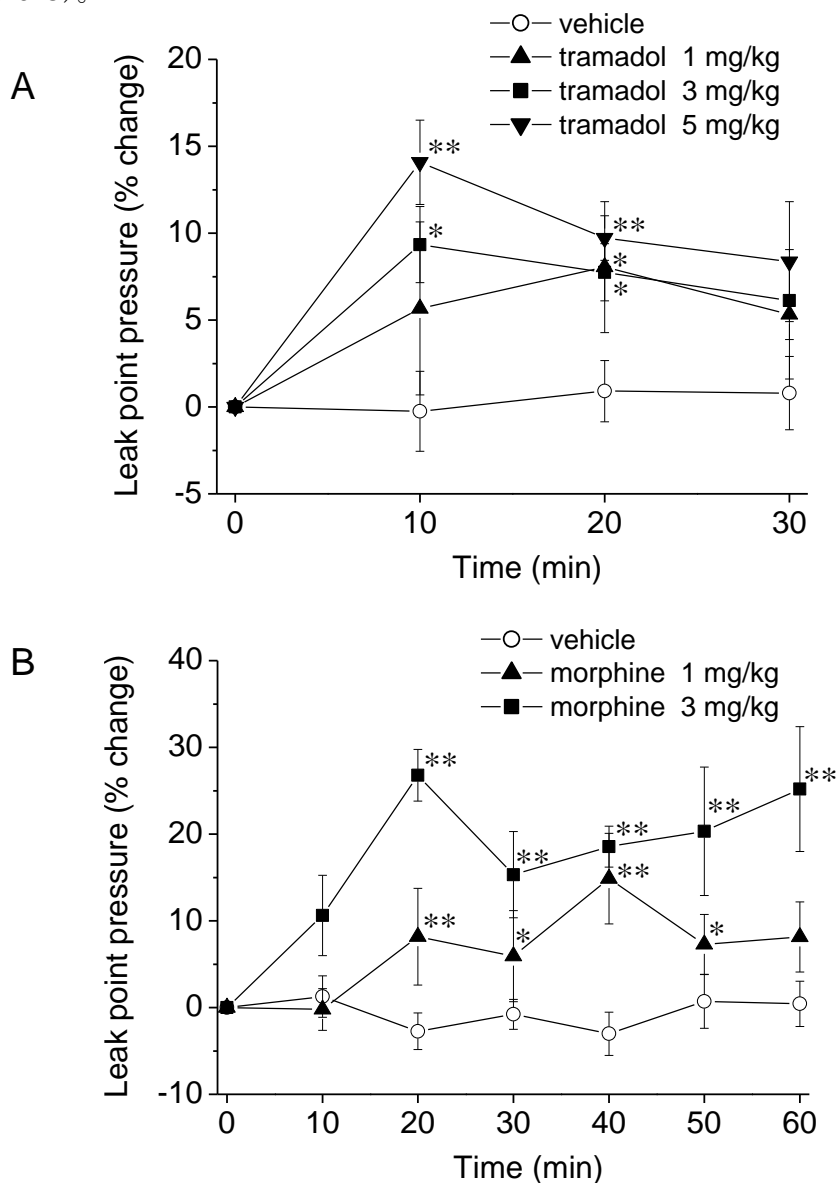 A
vehicle
tramadol 1 mg/kg
tramadol 3 mg/kg
tramadol 5 mg/kg
Leak point pressure (% change)
20
15
10
5
0
-5
**
*
**
*
*
0 10 20 30
Time (min)
B
vehicle
morphine 1 mg/kg
morphine 3 mg/kg
Leak point pressure (% change)
40
30
20
10
0
-10
**
**
**
**
**
**
*
**
*
0 10 20 30 40 50 60
Time (min)